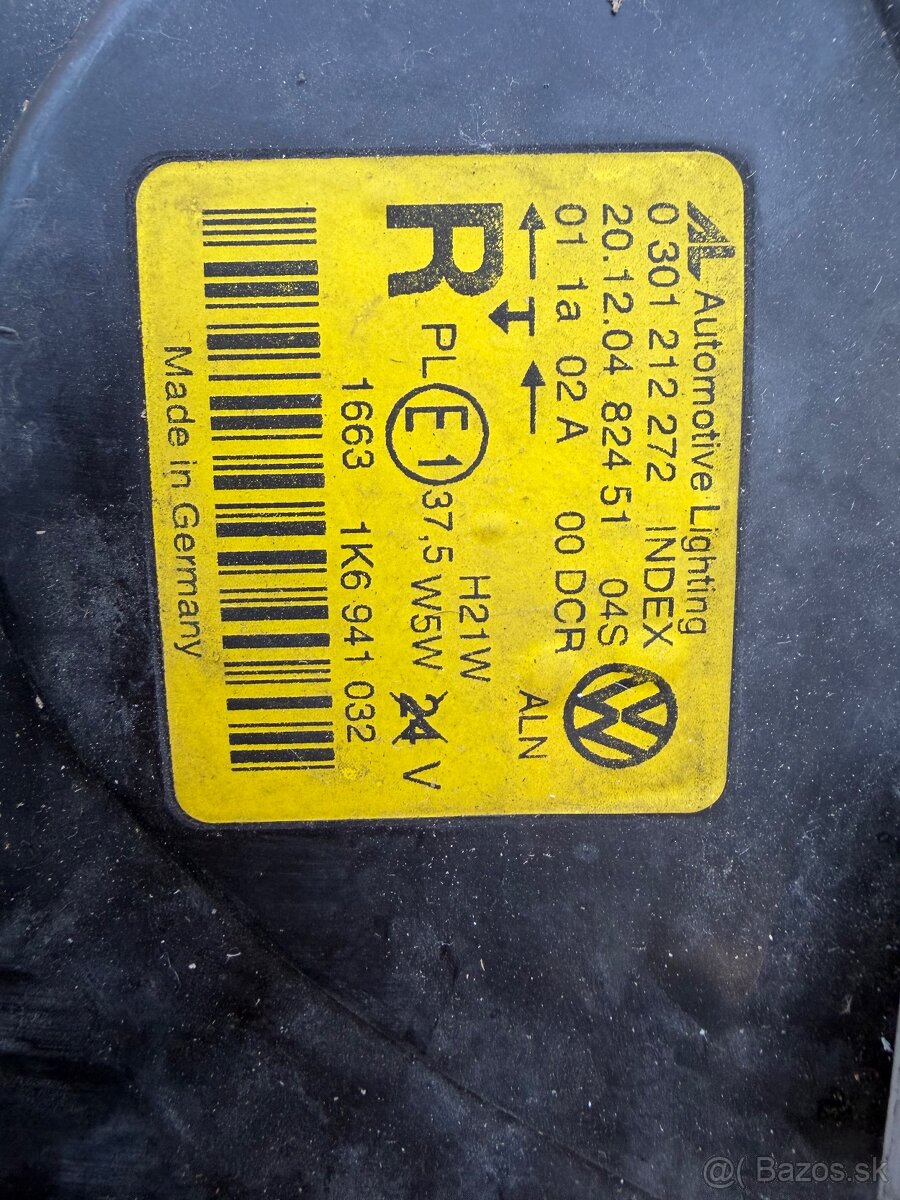 AL Automotive Lighting
0 301 212 272 INDEX
20.12.04 824 51 04S
01 1a 02 A 00 DCR
ALN
R
H21W
PL E1 37,5 W5W 24 V
1663 1K6 941 032
Made in Germany
@( Bazos.sk